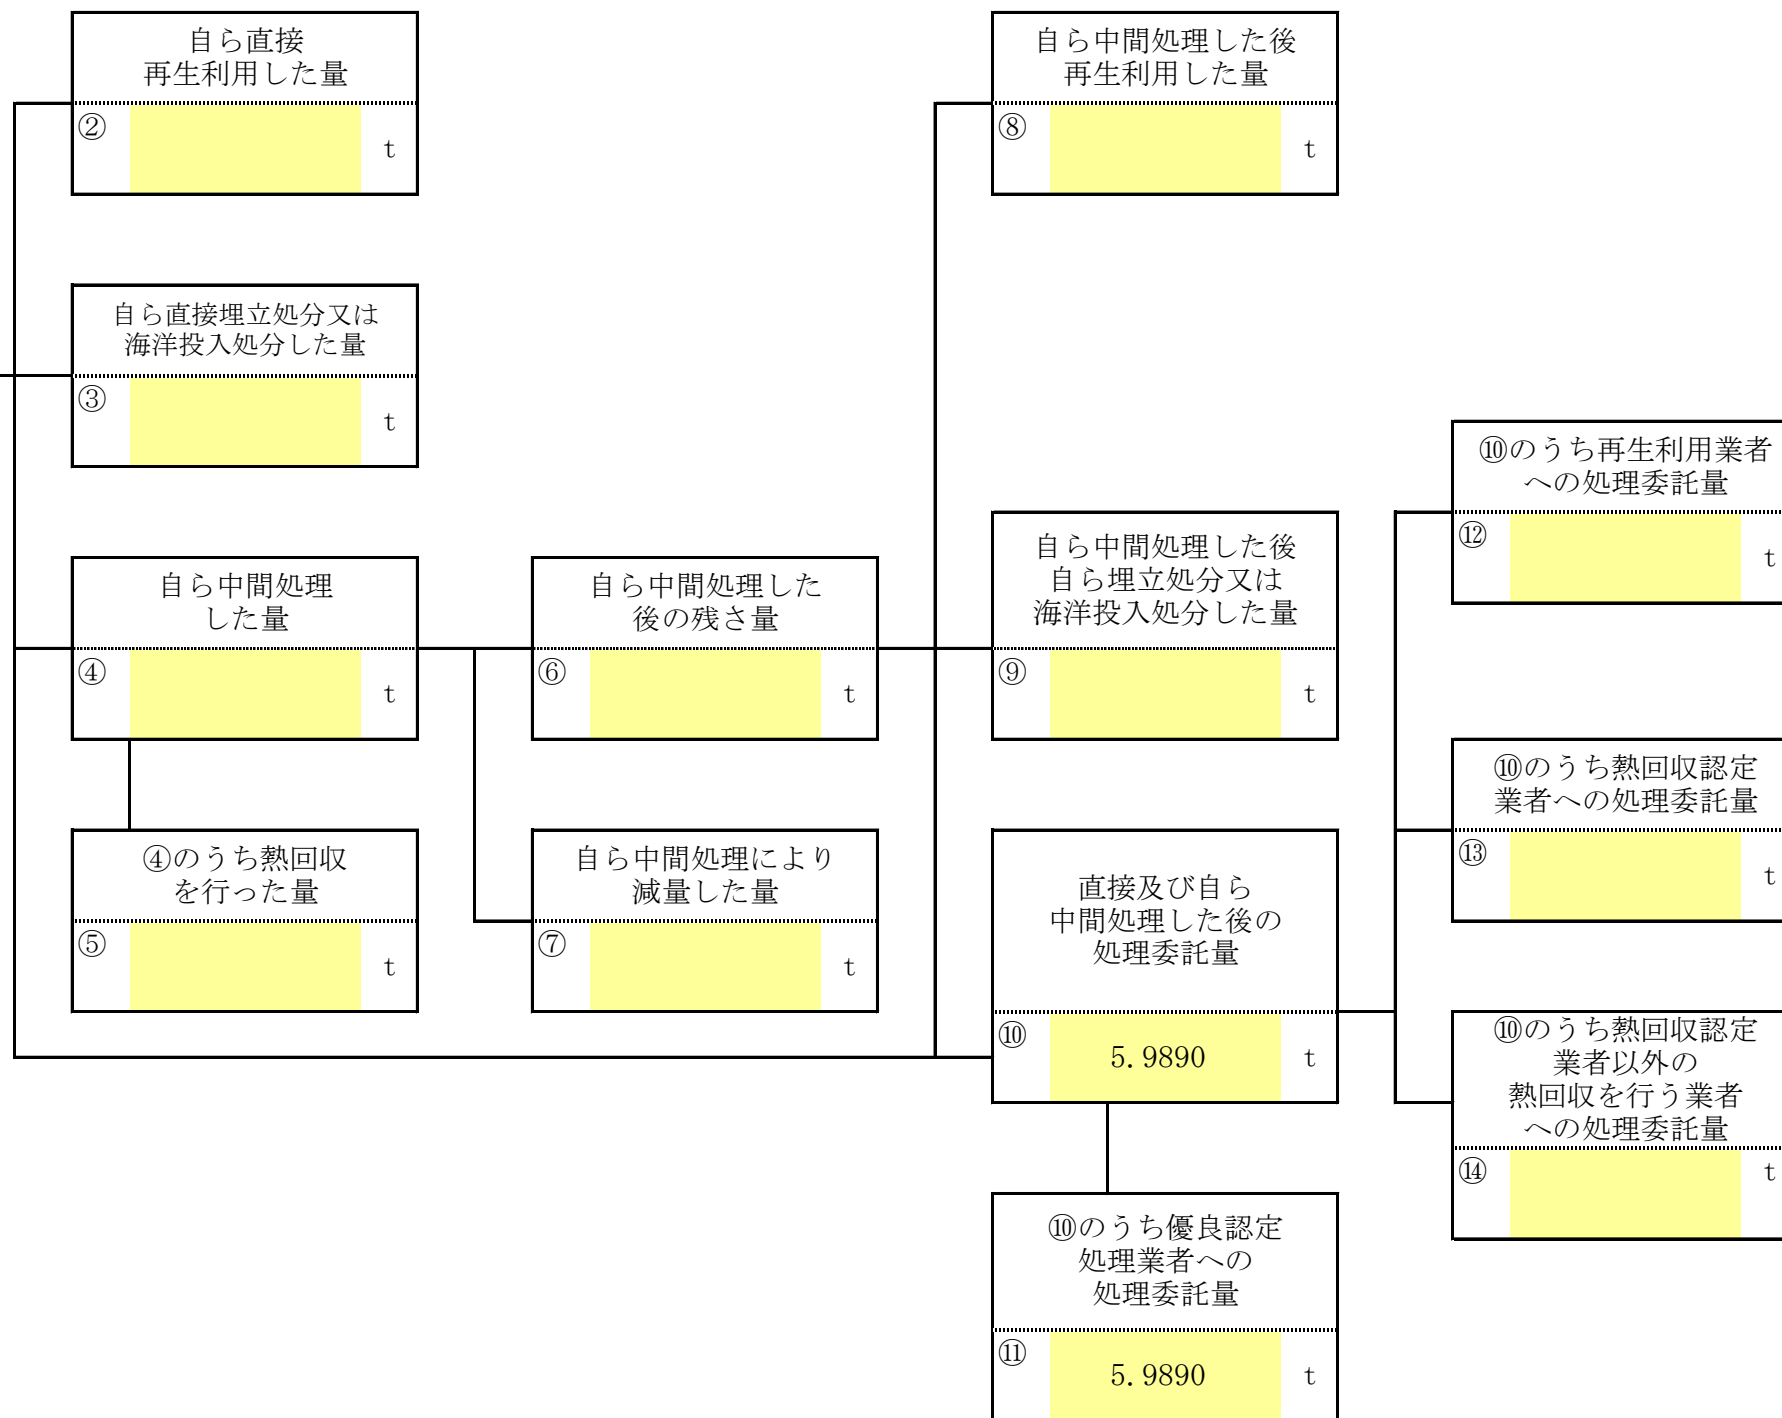 自ら直接
再生利用した量
②
t
自ら中間処理した後
再生利用した量
⑧
t
自ら直接埋立処分又は
海洋投入処分した量
③
t
⑩のうち再生利用業者
への処理委託量
⑫
t
自ら中間処理
した量
④
t
自ら中間処理した
後の残さ量
⑥
t
自ら中間処理した後
自ら埋立処分又は
海洋投入処分した量
⑨
t
⑩のうち熱回収認定
業者への処理委託量
⑬
t
④のうち熱回収
を行った量
⑤
t
自ら中間処理により
減量した量
⑦
t
直接及び自ら
中間処理した後の
処理委託量
⑩
5.9890 t
⑩のうち熱回収認定
業者以外の
熱回収を行う業者
への処理委託量
⑭
t
⑩のうち優良認定
処理業者への
処理委託量
⑪
5.9890 t